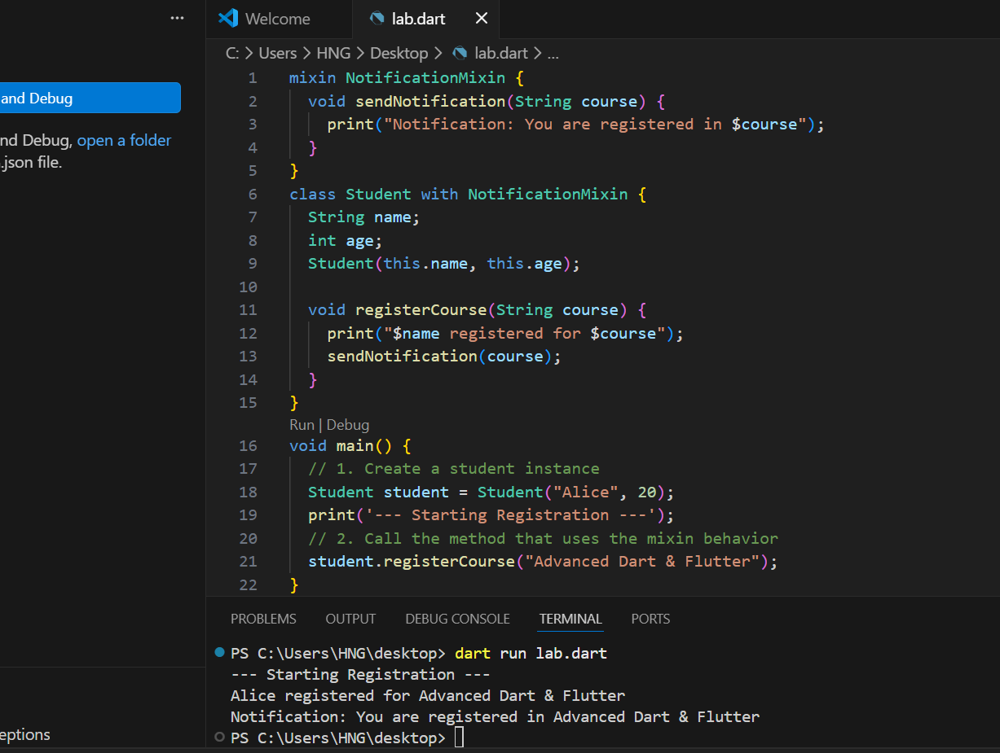 ...
Welcome
lab.dart
and Debug
nd Debug, open a folder
.json file.
eptions
C: > Users > HNG > Desktop > lab.dart > ...
1 mixin NotificationMixin {
2   void sendNotification(String course) {
3     print("Notification: You are registered in $course");
4   }
5 }
6 class Student with NotificationMixin {
7   String name;
8   int age;
9   Student(this.name, this.age);
10
11   void registerCourse(String course) {
12     print("$name registered for $course");
13     sendNotification(course);
14   }
15 }
Run | Debug
16 void main() {
17   // 1. Create a student instance
18   Student student = Student("Alice", 20);
19   print('--- Starting Registration ---');
20   // 2. Call the method that uses the mixin behavior
21   student.registerCourse("Advanced Dart & Flutter");
22 }
PROBLEMS OUTPUT DEBUG CONSOLE TERMINAL PORTS
PS C:\Users\HNG\desktop> dart run lab.dart
--- Starting Registration ---
Alice registered for Advanced Dart & Flutter
Notification: You are registered in Advanced Dart & Flutter
PS C:\Users\HNG\desktop>